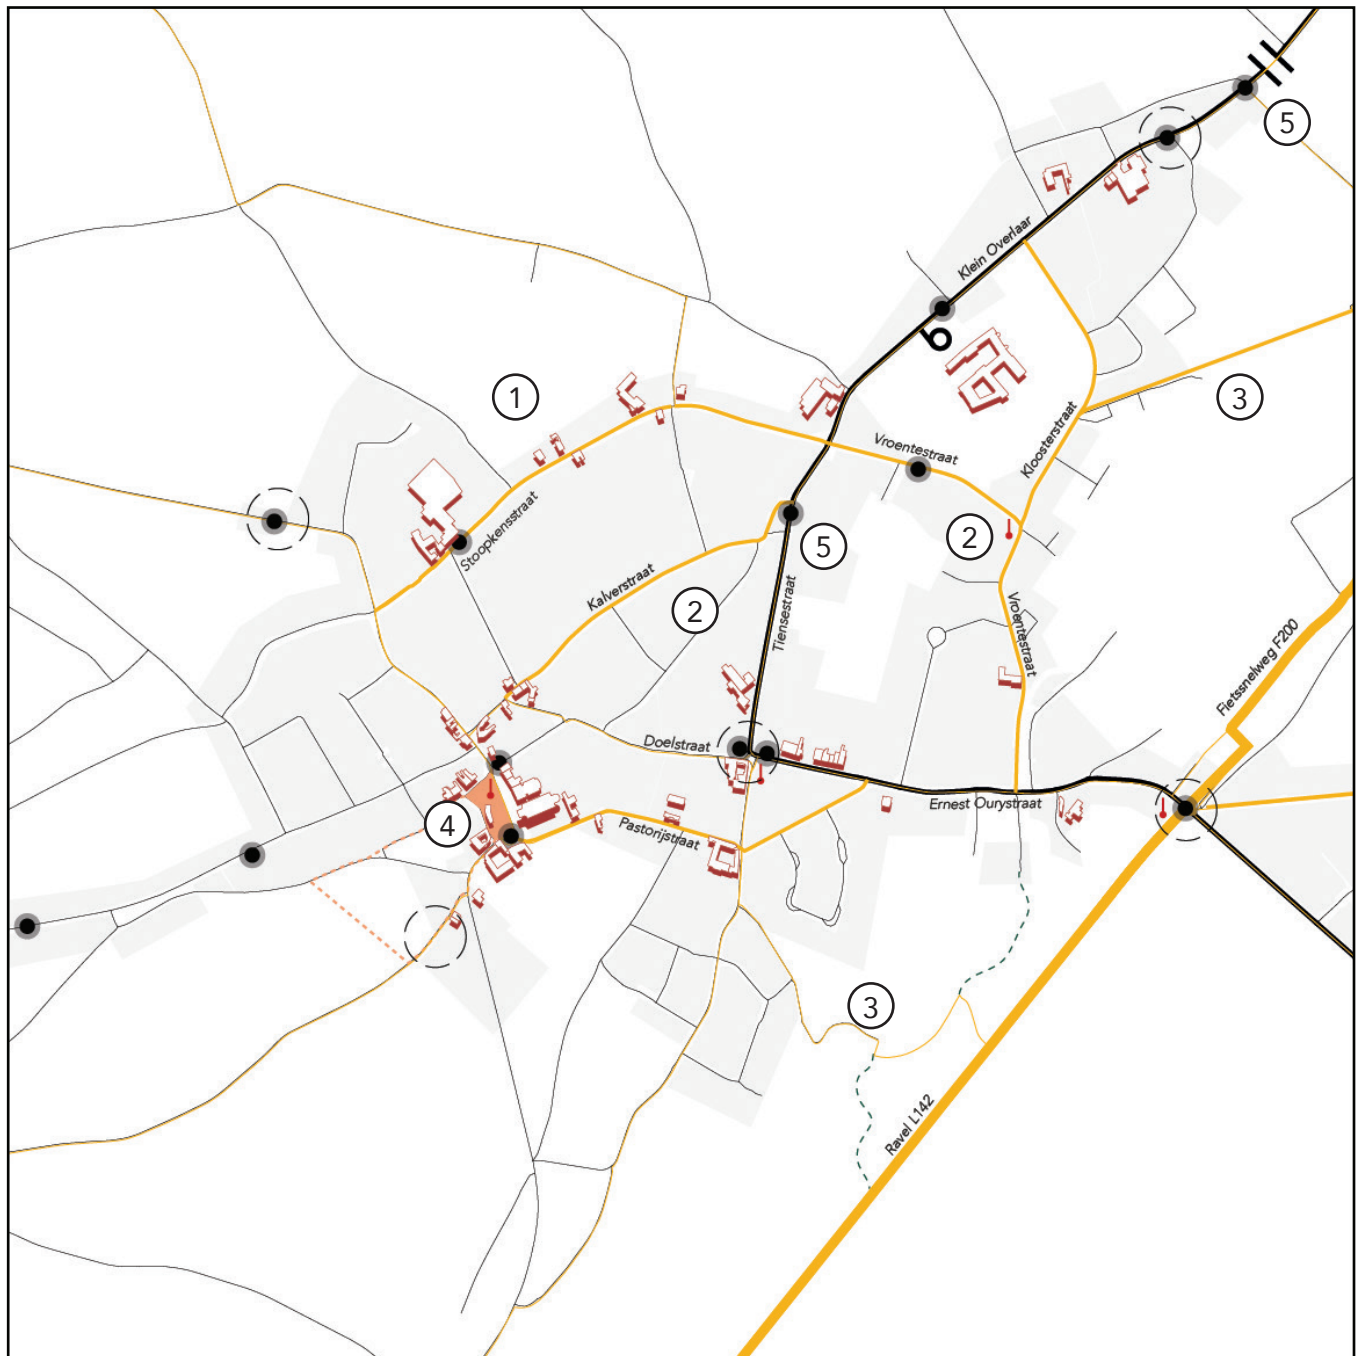 5
Klein Overlaar
1
3
Vroentestraat
Kloosterstraat
Stoopkensstraat
2
5
Kalverstraat
2
Tiensestraat
Vroentestraat
Fietssnelweg F200
Doelstraat
Ernest Ourystraat
4
Pastorijstraat
3
Ravel L142